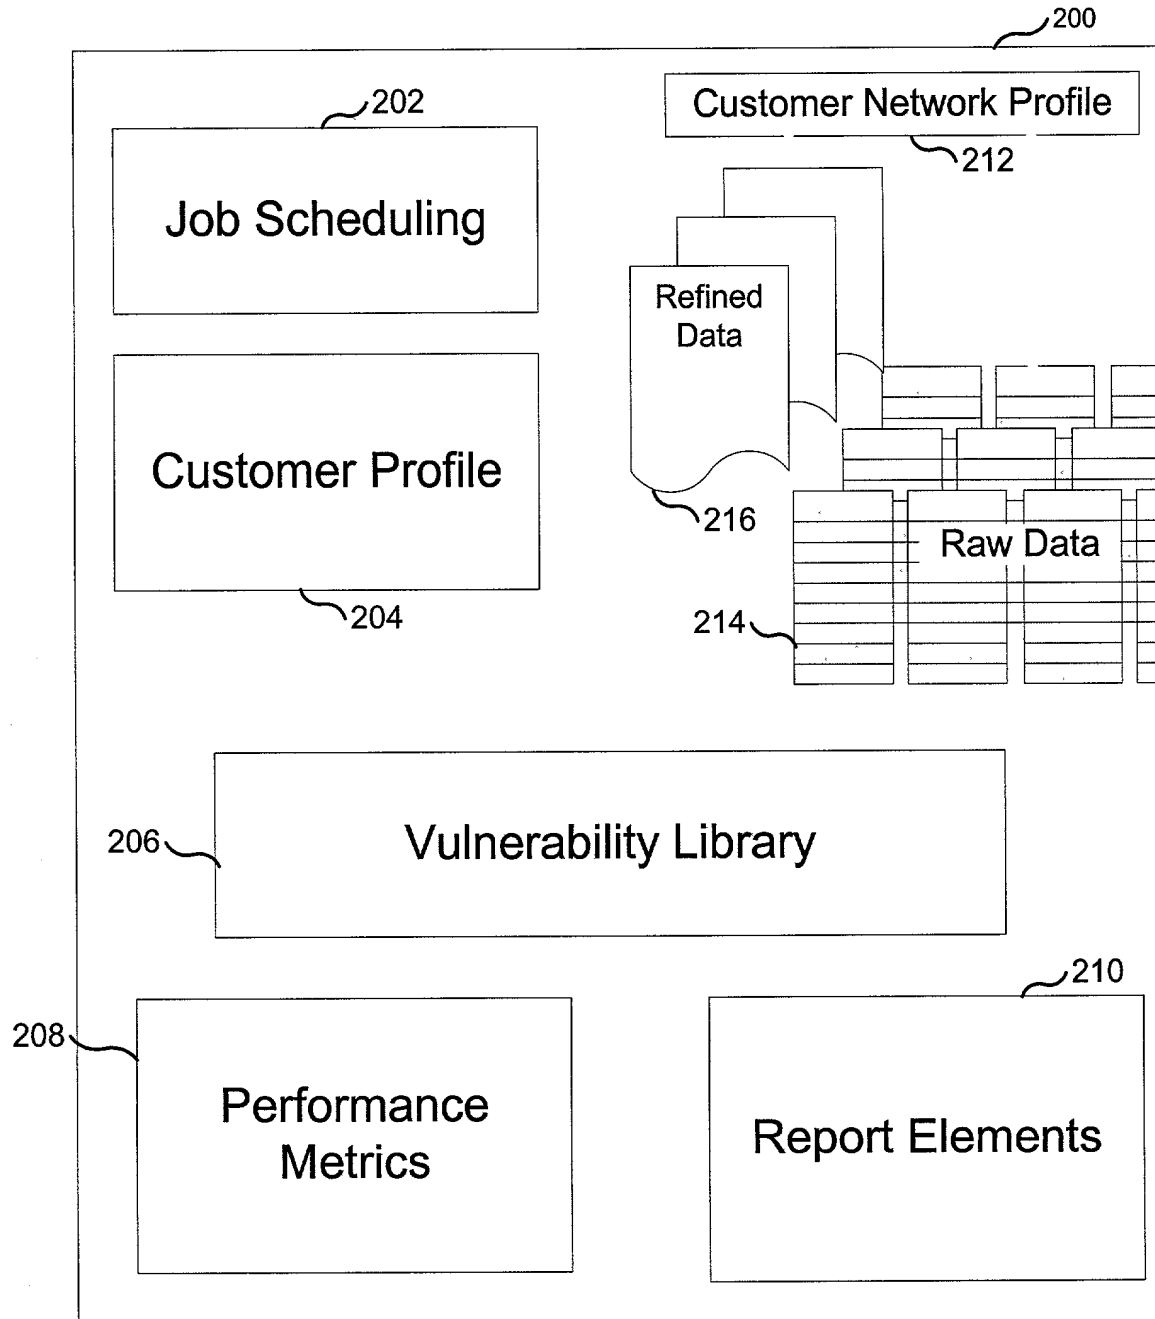 200
202
Customer Network Profile
212
Job Scheduling
Refined
Data
Customer Profile
216
Raw Data
204
214
206
Vulnerability Library
210
208
Performance
Metrics
Report Elements